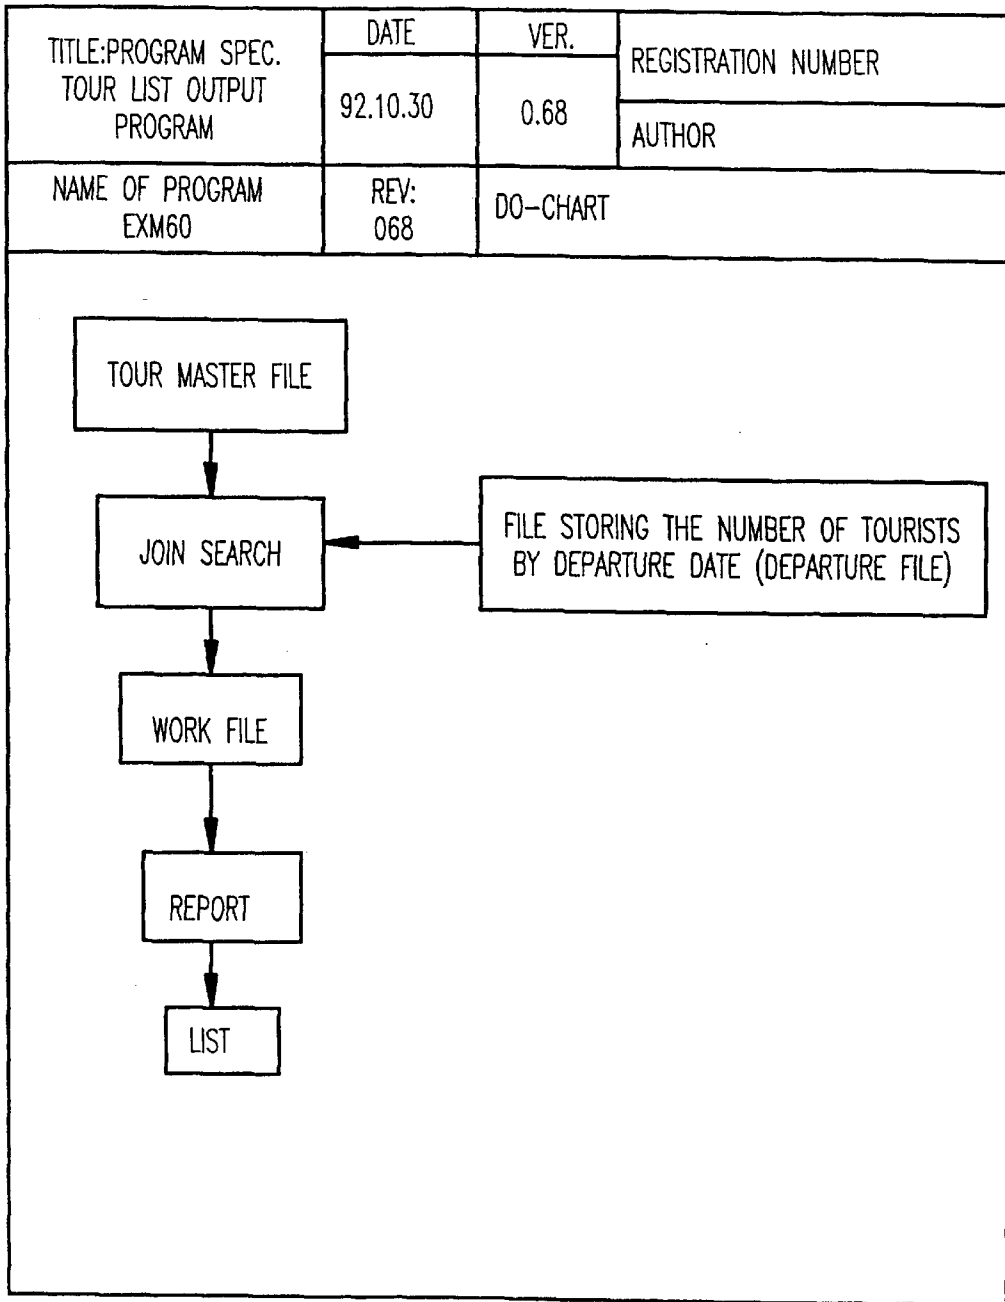 TITLE:PROGRAM SPEC.
TOUR LIST OUTPUT
PROGRAM
DATE
92.10.30
VER.
0.68
REGISTRATION NUMBER
AUTHOR
NAME OF PROGRAM
EXM60
REV:
068
DO-CHART
TOUR MASTER FILE
JOIN SEARCH
FILE STORING THE NUMBER OF TOURISTS
BY DEPARTURE DATE (DEPARTURE FILE)
WORK FILE
REPORT
LIST